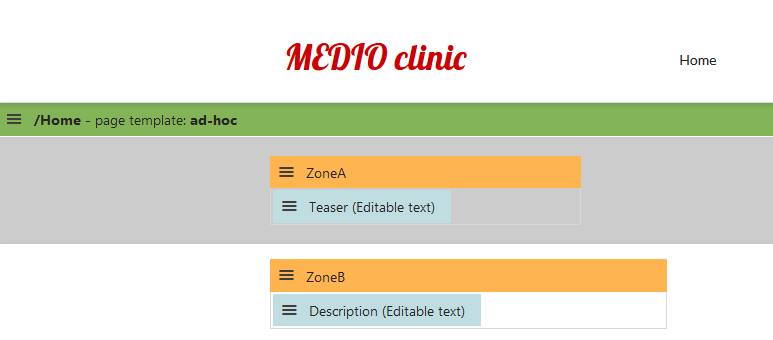 MEDIO clinic
Home
/Home - page template: ad-hoc
ZoneA
Teaser (Editable text)
ZoneB
Description (Editable text)